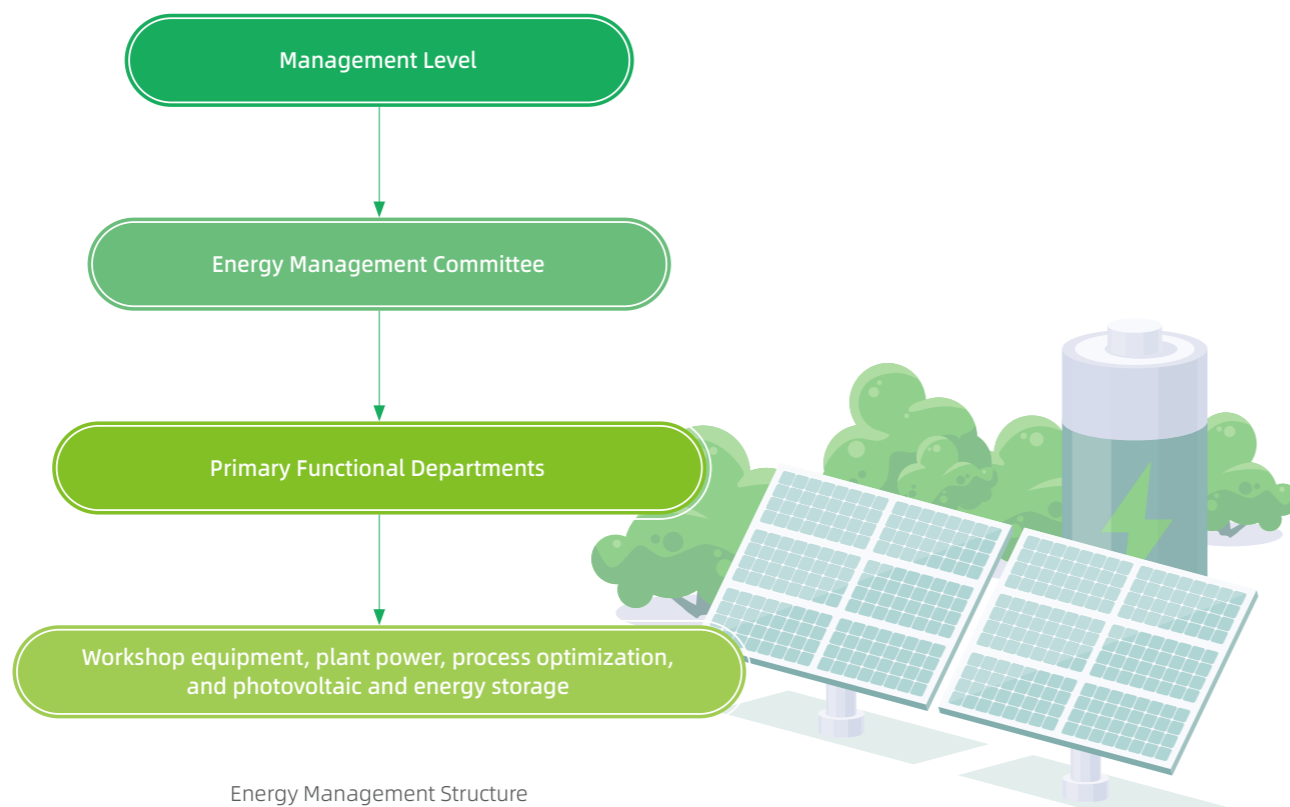 Management Level
Energy Management Committee
Primary Functional Departments
Workshop equipment, plant power, process optimization,
and photovoltaic and energy storage
Energy Management Structure